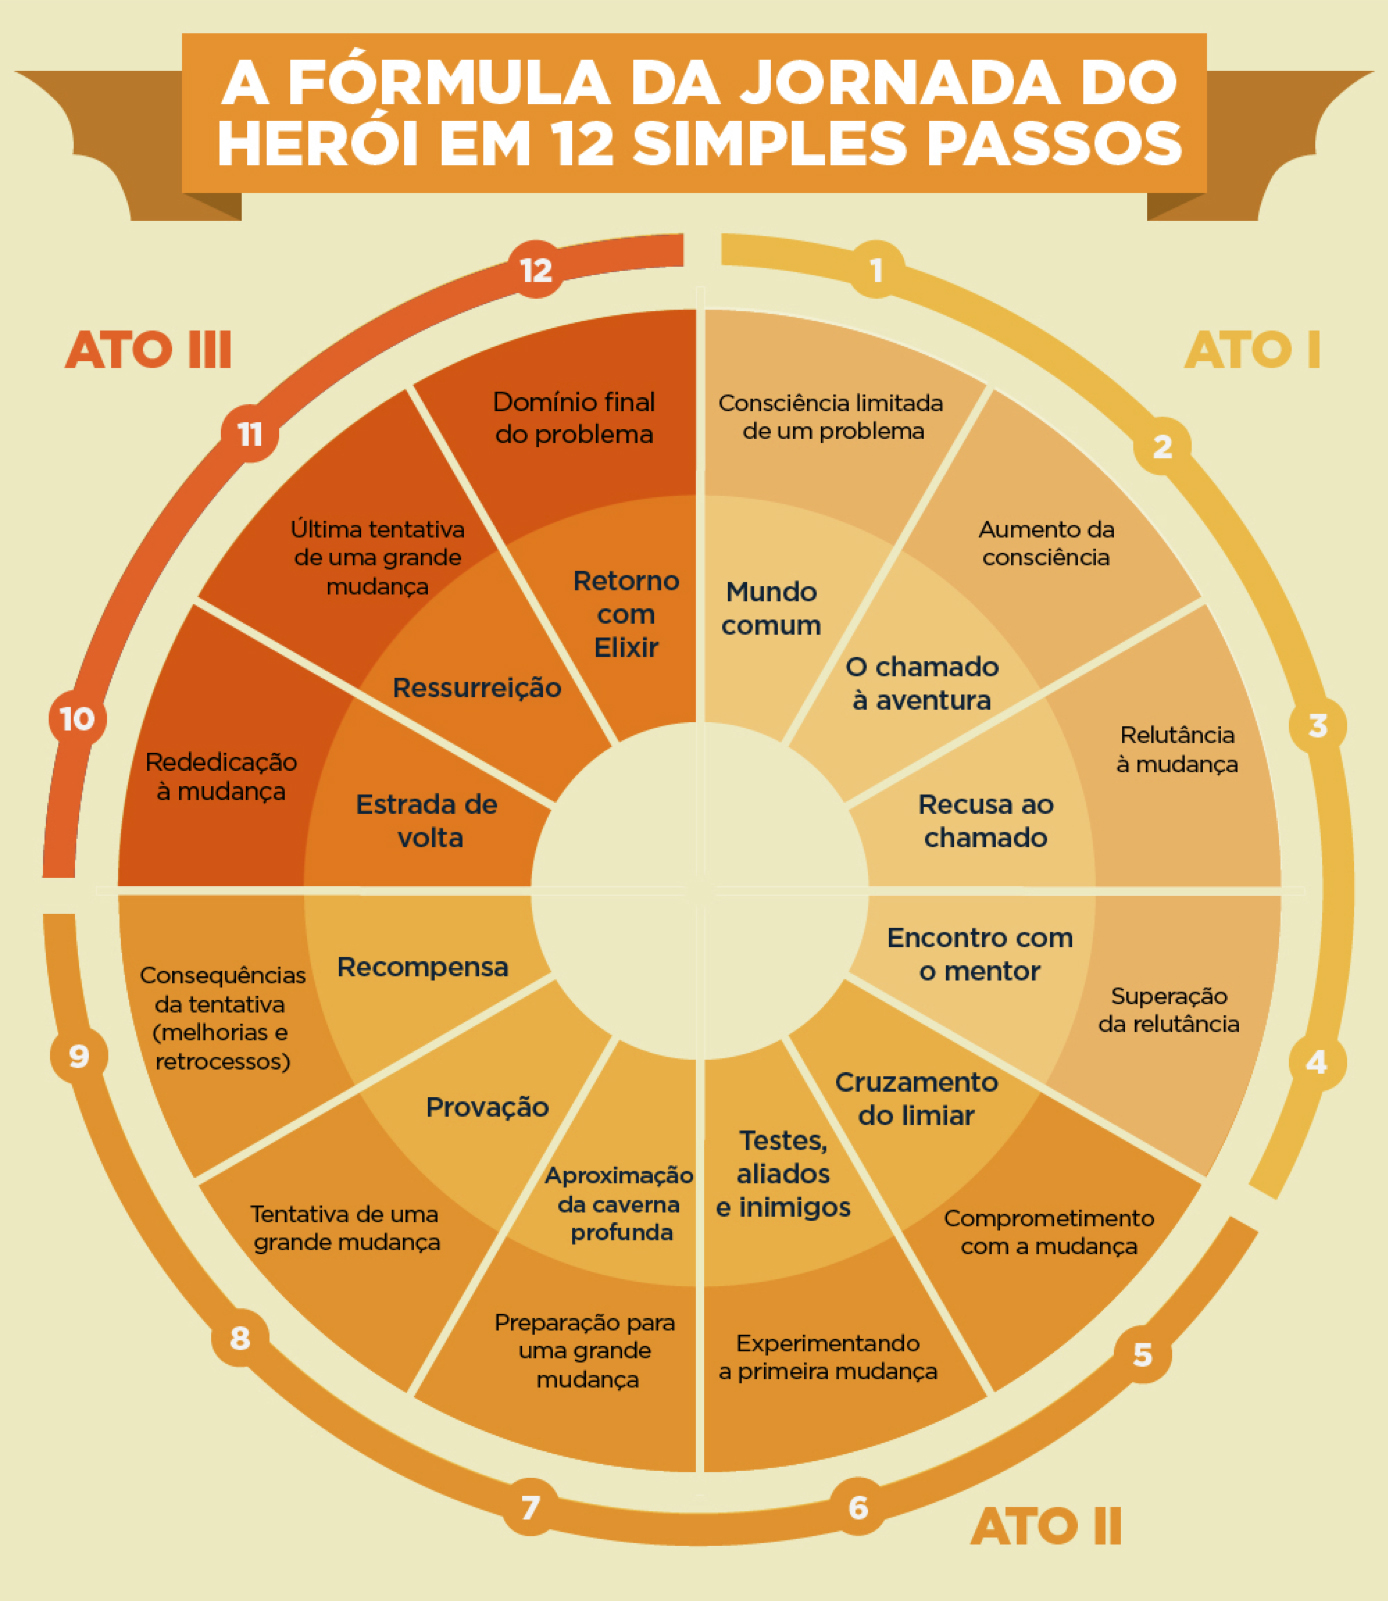 A FÓRMULA DA JORNADA DO
HERÓI EM 12 SIMPLES PASSOS
ATO I
1
Consciência limitada
de um problema
Mundo
comum
2
Aumento da
consciência
O chamado
à aventura
3
Relutância
à mudança
Recusa ao
chamado
4
Superação
da relutância
Encontro com
o mentor
ATO II
5
Comprometimento
com a mudança
Cruzamento
do limiar
6
Experimentando
a primeira mudança
Testes,
aliados
e inimigos
7
Preparação para
uma grande
mudança
Aproximação
da caverna
profunda
8
Tentativa de uma
grande mudança
Provação
9
Consequências
da tentativa
(melhorias e
retrocessos)
Recompensa
ATO III
10
Rededicação
à mudança
Estrada de
volta
11
Última tentativa
de uma grande
mudança
Ressurreição
12
Domínio final
do problema
Retorno
com
Elixir